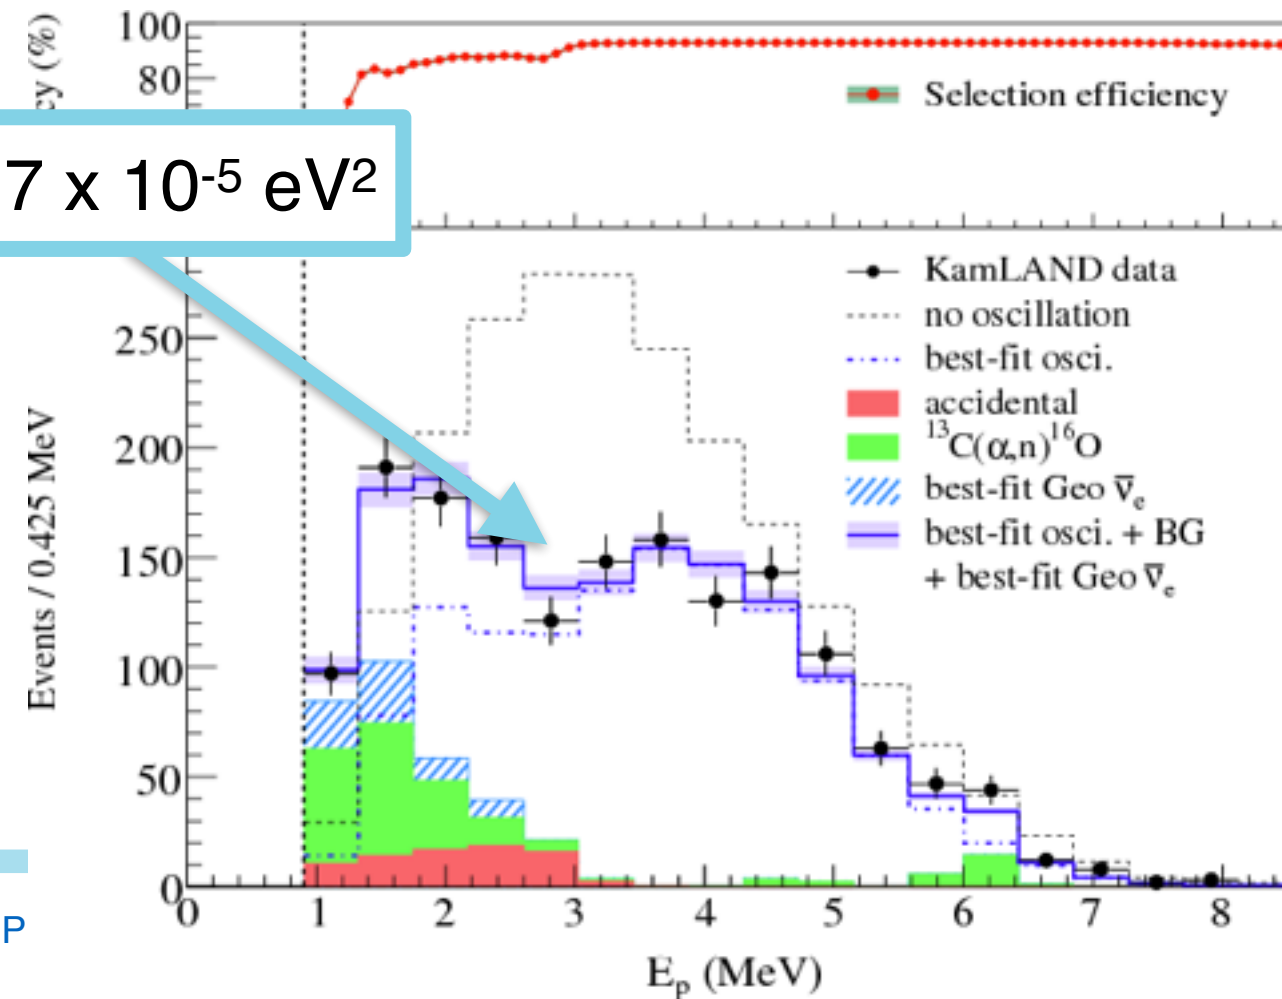 100
80
cy (%)
Selection efficiency
7 x 10⁻⁵ eV²
KamLAND data
no oscillation
best-fit osci.
accidental
¹³C(α,n)¹⁶O
best-fit Geo ν̅ₑ
best-fit osci. + BG
+ best-fit Geo ν̅ₑ
250
200
150
100
50
0
Events / 0.425 MeV
0 1 2 3 4 5 6 7 8
Eₚ (MeV)
P